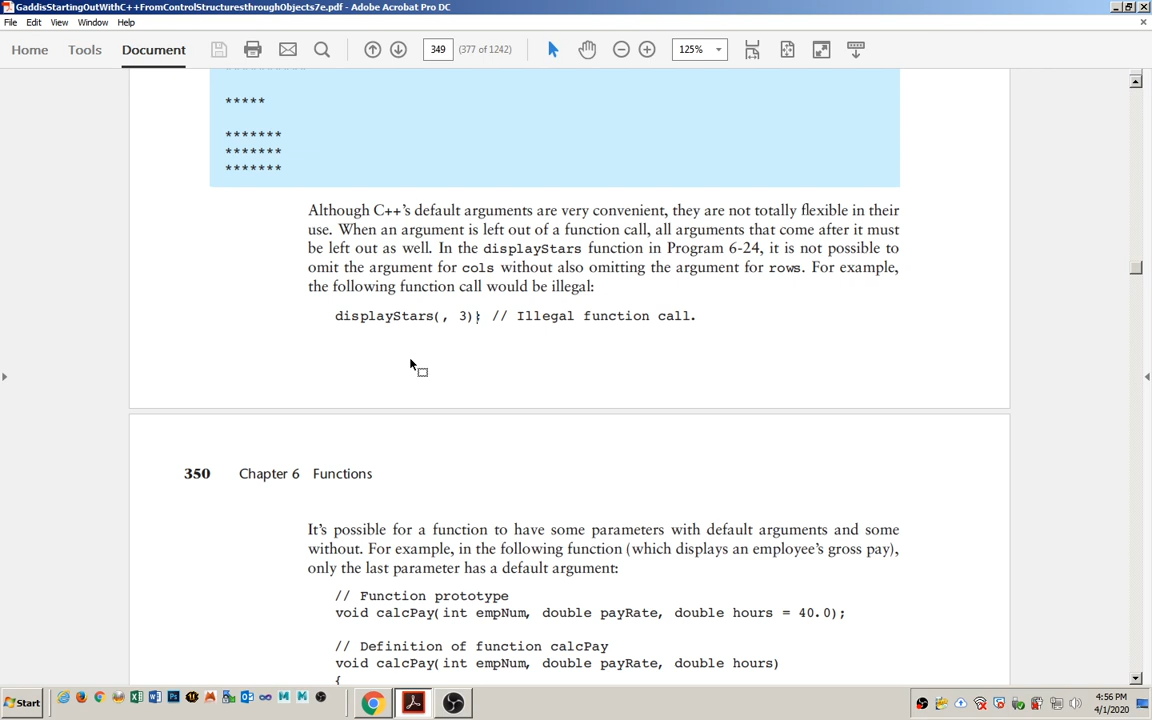 GaddisStartingOutWithC++FromControlStructuresthroughObjects7e.pdf - Adobe Acrobat Pro DC
File Edit View Window Help
Home Tools Document 349 (377 of 1242) 125%
*****
*******
*******
*******
Although C++'s default arguments are very convenient, they are not totally flexible in their
use. When an argument is left out of a function call, all arguments that come after it must
be left out as well. In the displayStars function in Program 6-24, it is not possible to
omit the argument for cols without also omitting the argument for rows. For example,
the following function call would be illegal:
displayStars(, 3); // Illegal function call.
350 Chapter 6 Functions
It's possible for a function to have some parameters with default arguments and some
without. For example, in the following function (which displays an employee's gross pay),
only the last parameter has a default argument:
// Function prototype
void calcPay(int empNum, double payRate, double hours = 40.0);
// Definition of function calcPay
void calcPay(int empNum, double payRate, double hours)
{
Start
4:56 PM
4/1/2020